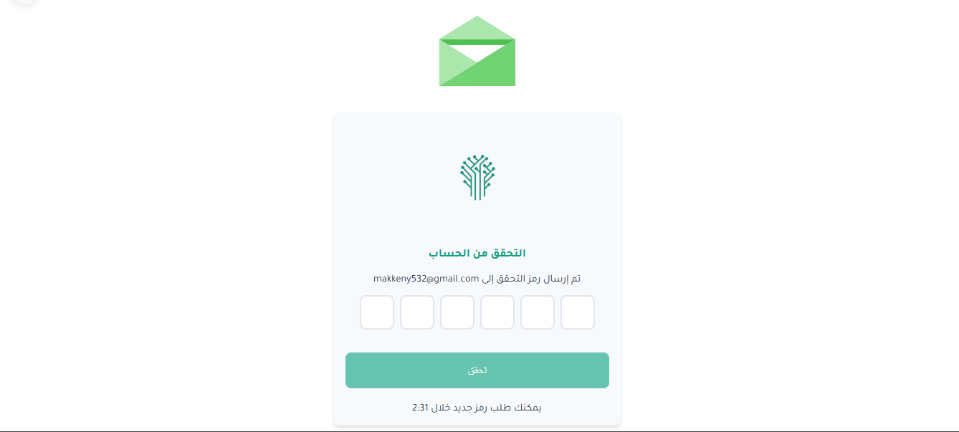 التحقق من الحساب
تم إرسال رمز التحقق إلى makkeny532@gmail.com
تحقق
يمكنك طلب رمز جديد خلال 2:31